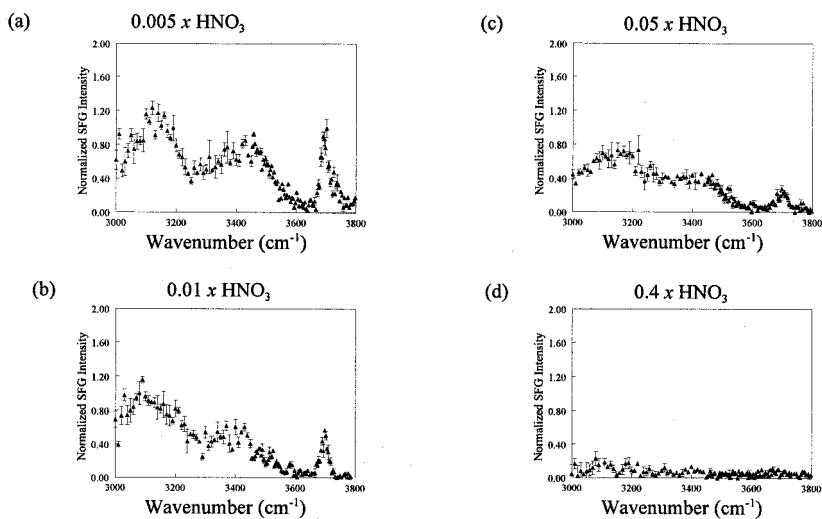 (a)
0.005 x HNO₃
Normalized SFG Intensity
2.00
1.60
1.20
0.80
0.40
0.00
3000 3200 3400 3600 3800
Wavenumber (cm⁻¹)
(c)
0.05 x HNO₃
Normalized SFG Intensity
2.00
1.60
1.20
0.80
0.40
0.00
3000 3200 3400 3600 3800
Wavenumber (cm⁻¹)
(b)
0.01 x HNO₃
Normalized SFG Intensity
2.00
1.60
1.20
0.80
0.40
0.00
3000 3200 3400 3600 3800
Wavenumber (cm⁻¹)
(d)
0.4 x HNO₃
Normalized SFG Intensity
2.00
1.60
1.20
0.80
0.40
0.00
3000 3200 3400 3600 3800
Wavenumber (cm⁻¹)